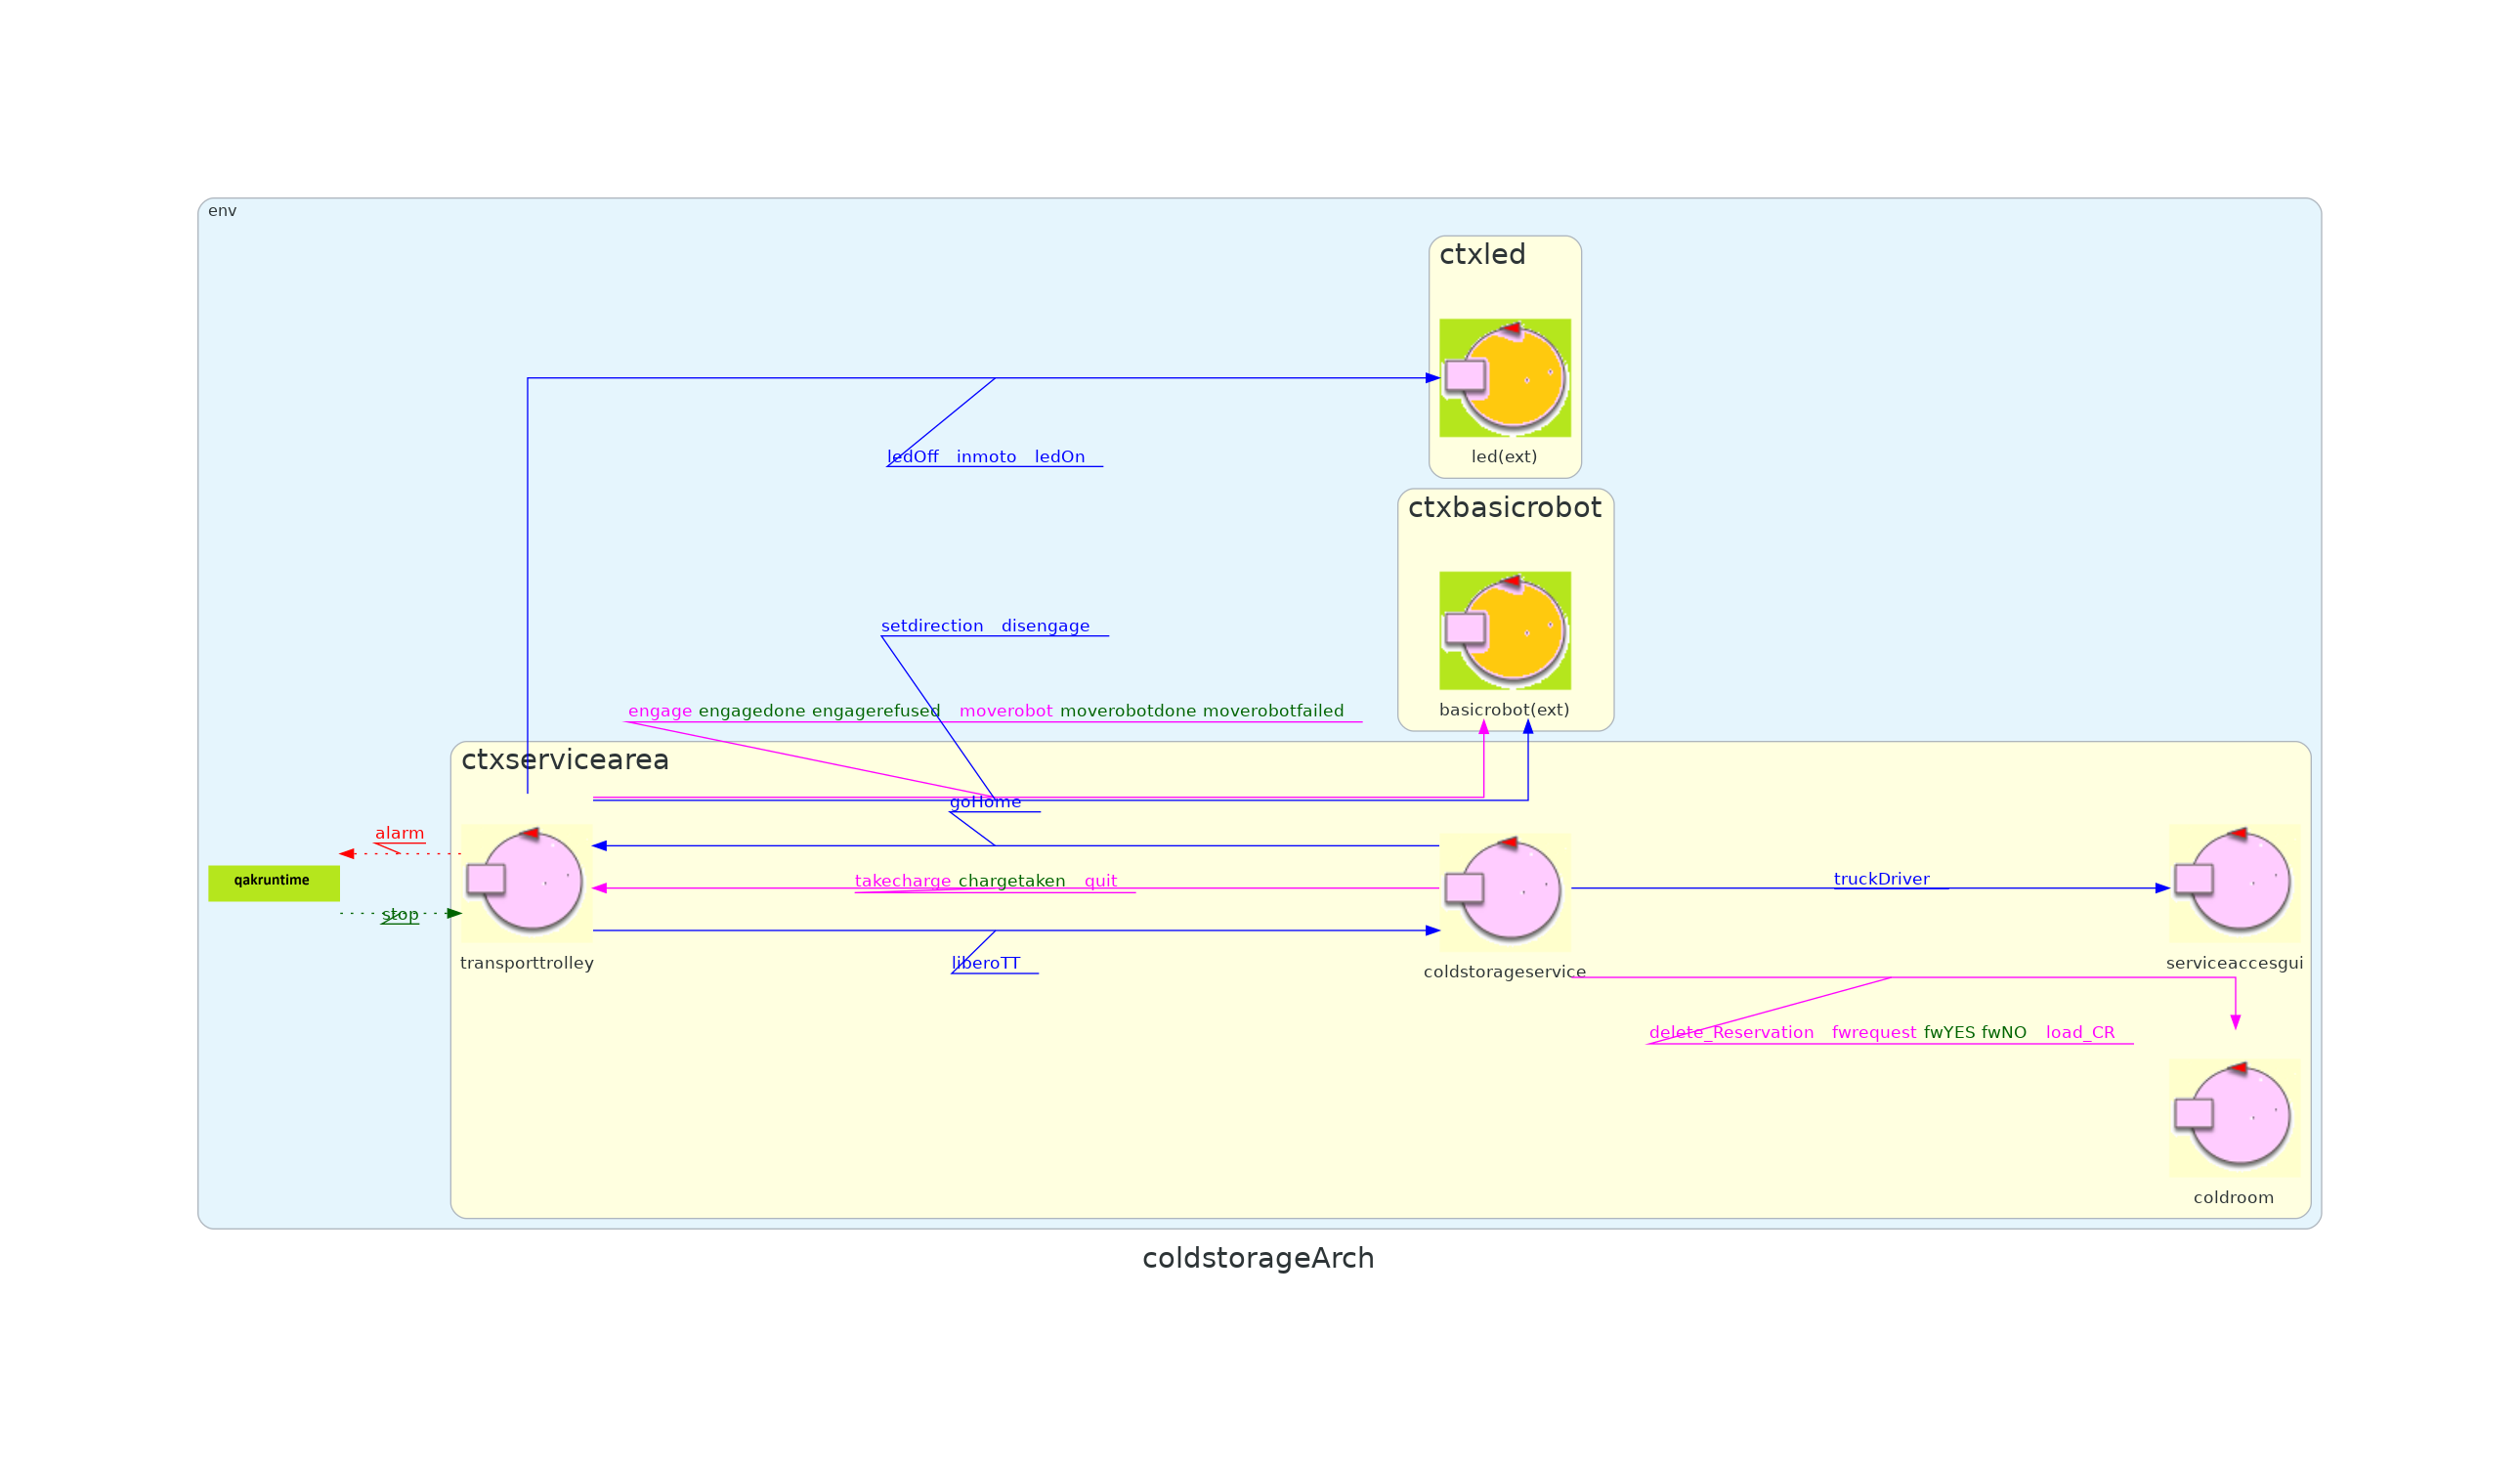 env
ctxled
ledOff inmoto ledOn
led(ext)
ctxbasicrobot
setdirection disengage
engage engagedone engagerefused moverobot moverobotdone moverobotfailed
basicrobot(ext)
ctxservicearea
goHome
alarm
qakruntime
takecharge chargetaken quit
truckDriver
stop
transporttrolley
liberoTT
coldstorageservice
serviceaccesgui
delete_Reservation fwrequest fwYES fwNO load_CR
coldroom
coldstorageArch